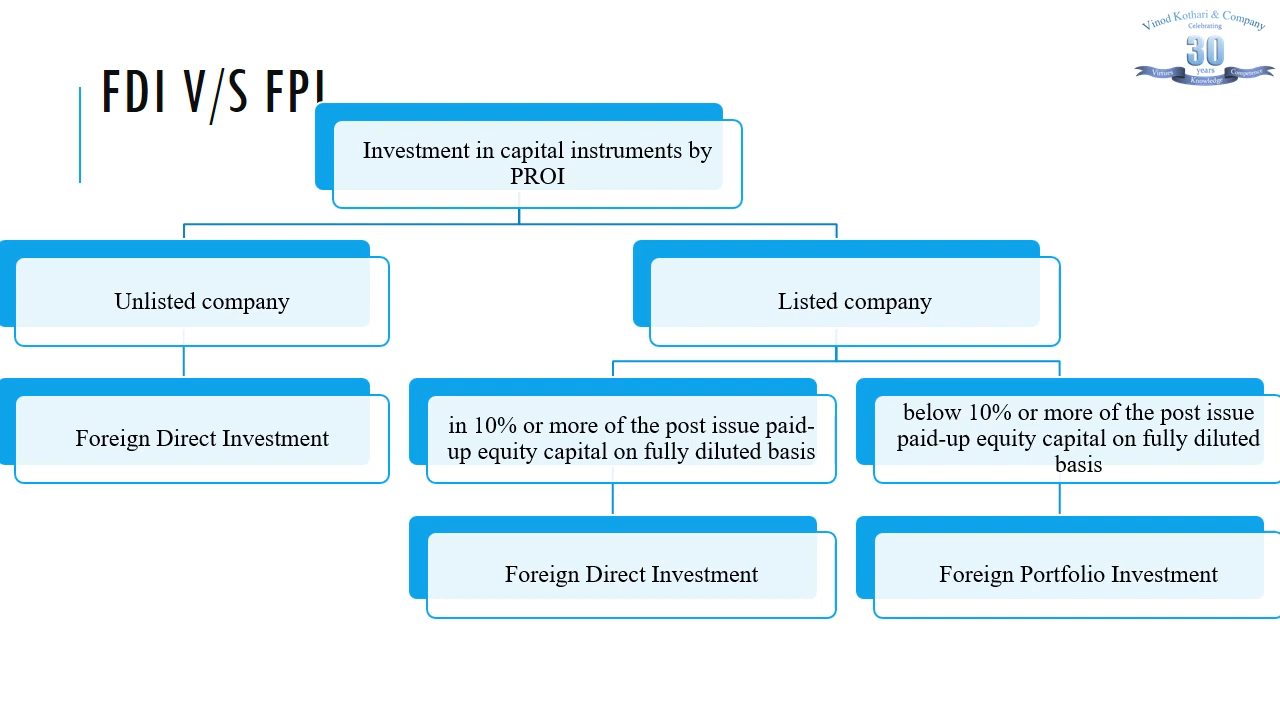 Vinod Kothari & Company
Celebrating
30
years
Virtues
Knowledge
Competence
FDI V/S FPI
Investment in capital instruments by
PROI
Unlisted company
Listed company
Foreign Direct Investment
in 10% or more of the post issue paid-
up equity capital on fully diluted basis
below 10% or more of the post issue
paid-up equity capital on fully diluted
basis
Foreign Direct Investment
Foreign Portfolio Investment